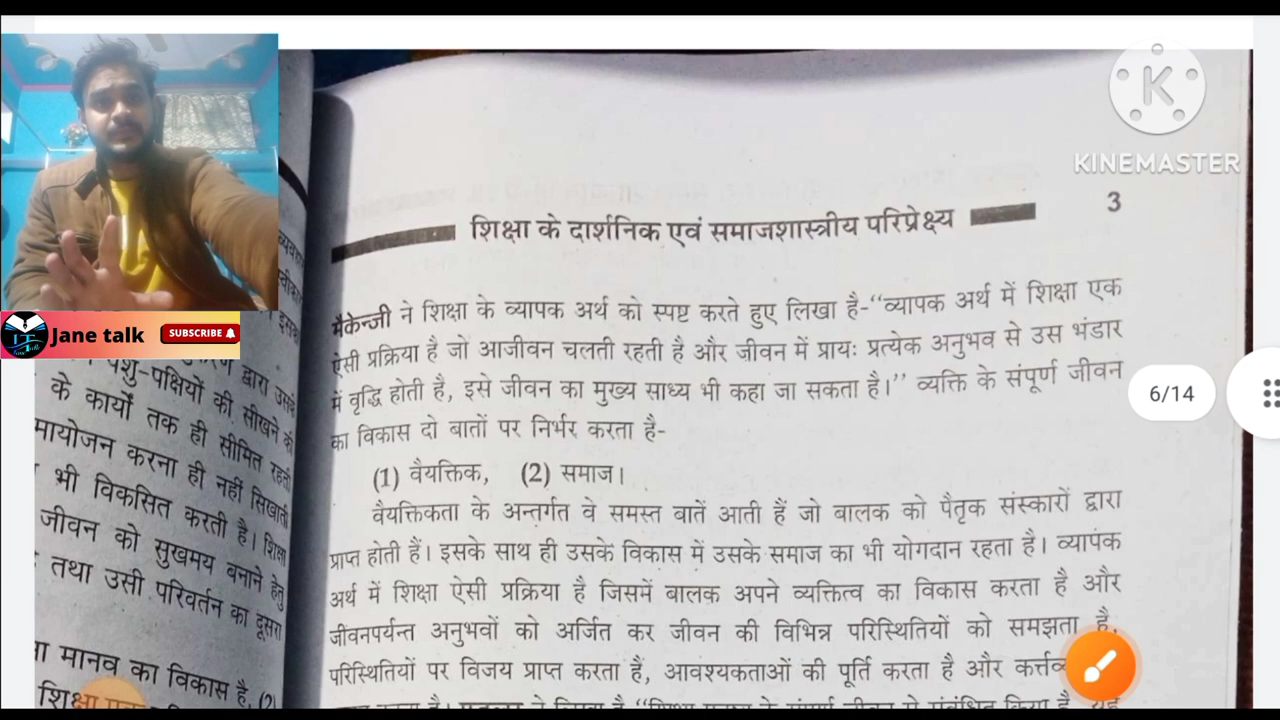 K
KINEMASTER
3
शिक्षा के दार्शनिक एवं समाजशास्त्रीय परिप्रेक्ष्य
मैकेन्जी ने शिक्षा के व्यापक अर्थ को स्पष्ट करते हुए लिखा है-“व्यापक अर्थ में शिक्षा एक
ऐसी प्रक्रिया है जो आजीवन चलती रहती है और जीवन में प्रायः प्रत्येक अनुभव से उस भंडार
में वृद्धि होती है, इसे जीवन का मुख्य साध्य भी कहा जा सकता है।” व्यक्ति के संपूर्ण जीवन
का विकास दो बातों पर निर्भर करता है-
(1) वैयक्तिक, (2) समाज।
वैयक्तिकता के अन्तर्गत वे समस्त बातें आती हैं जो बालक को पैतृक संस्कारों द्वारा
प्राप्त होती हैं। इसके साथ ही उसके विकास में उसके समाज का भी योगदान रहता है। व्यापक
अर्थ में शिक्षा ऐसी प्रक्रिया है जिसमें बालक अपने व्यक्तित्व का विकास करता है और
जीवनपर्यन्त अनुभवों को अर्जित कर जीवन की विभिन्न परिस्थितियों को समझता है,
परिस्थितियों पर विजय प्राप्त करता है, आवश्यकताओं की पूर्ति करता है और
ने लिखा है “शिक्षा
Jane talk
SUBSCRIBE
6/14
द्वारा उसके
पशु-पक्षियों की सीखने की
के कार्यों तक ही सीमित रहती
करना ही नहीं सिखाती
भी विकसित करती है। शिक्षा
जीवन को सुखमय बनाने हेतु
तथा उसी परिवर्तन का दूसरा
मानव का विकास है, (2)
शिक्षा